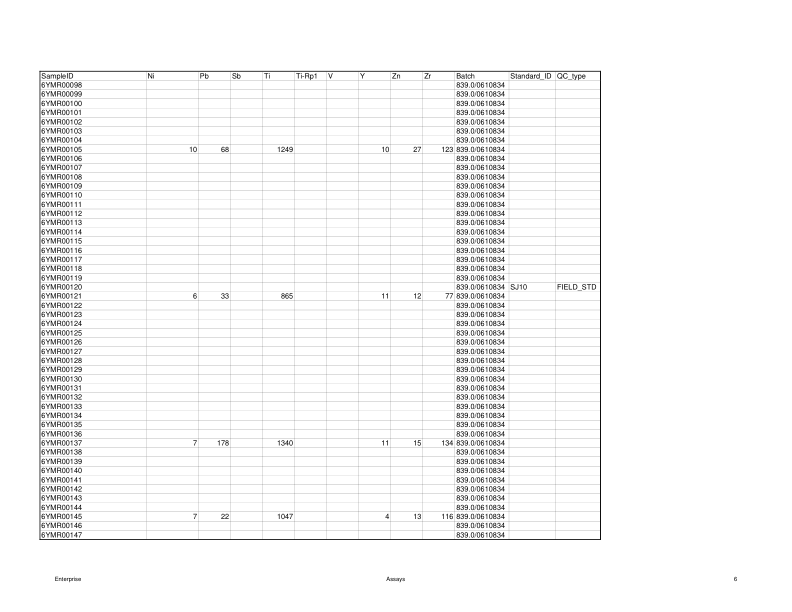 SampleID Ni Pb Sb Ti Ti-Rp1 V Y Zn Zr Batch Standard_ID QC_type
6YMR00098 839.0/0610834
6YMR00099 839.0/0610834
6YMR00100 839.0/0610834
6YMR00101 839.0/0610834
6YMR00102 839.0/0610834
6YMR00103 839.0/0610834
6YMR00104 839.0/0610834
6YMR00105 10 68 1249 10 27 123 839.0/0610834
6YMR00106 839.0/0610834
6YMR00107 839.0/0610834
6YMR00108 839.0/0610834
6YMR00109 839.0/0610834
6YMR00110 839.0/0610834
6YMR00111 839.0/0610834
6YMR00112 839.0/0610834
6YMR00113 839.0/0610834
6YMR00114 839.0/0610834
6YMR00115 839.0/0610834
6YMR00116 839.0/0610834
6YMR00117 839.0/0610834
6YMR00118 839.0/0610834
6YMR00119 839.0/0610834
6YMR00120 839.0/0610834 SJ10 FIELD_STD
6YMR00121 6 33 865 11 12 77 839.0/0610834
6YMR00122 839.0/0610834
6YMR00123 839.0/0610834
6YMR00124 839.0/0610834
6YMR00125 839.0/0610834
6YMR00126 839.0/0610834
6YMR00127 839.0/0610834
6YMR00128 839.0/0610834
6YMR00129 839.0/0610834
6YMR00130 839.0/0610834
6YMR00131 839.0/0610834
6YMR00132 839.0/0610834
6YMR00133 839.0/0610834
6YMR00134 839.0/0610834
6YMR00135 839.0/0610834
6YMR00136 839.0/0610834
6YMR00137 7 178 1340 11 15 134 839.0/0610834
6YMR00138 839.0/0610834
6YMR00139 839.0/0610834
6YMR00140 839.0/0610834
6YMR00141 839.0/0610834
6YMR00142 839.0/0610834
6YMR00143 839.0/0610834
6YMR00144 839.0/0610834
6YMR00145 7 22 1047 4 13 116 839.0/0610834
6YMR00146 839.0/0610834
6YMR00147 839.0/0610834
Enterprise Assays 6